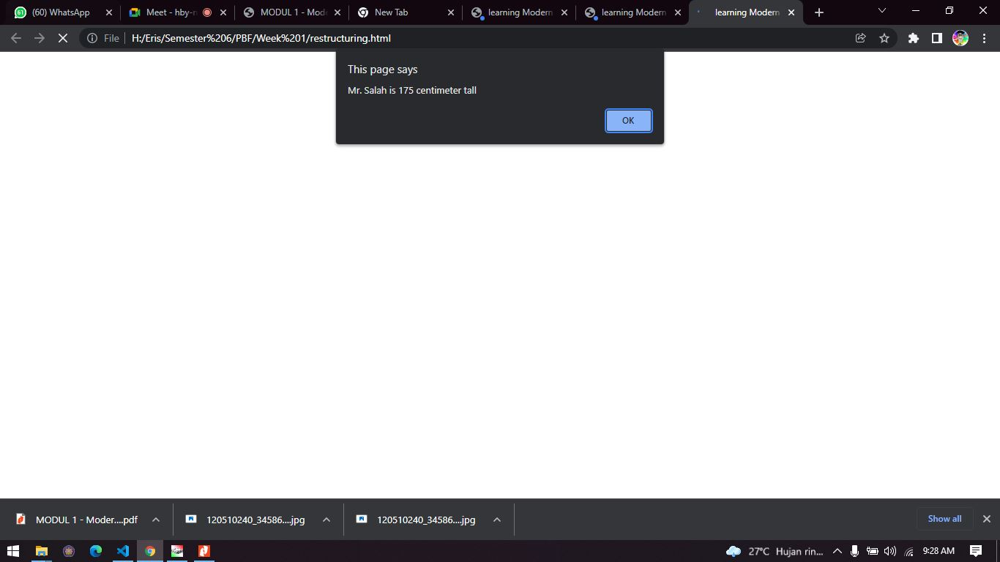 61
(60) WhatsApp
Meet - hby-n
MODUL 1 - Mode
New Tab
learning Modern
learning Modern
learning Modern
File
H:/Eris/Semester%206/PBF/Week%201/restructuring.html
This page says
Mr. Salah is 175 centimeter tall
OK
MODUL 1 - Moder....pdf
120510240_34586....jpg
120510240_34586....jpg
Show all
27°C Hujan rin...
9:28 AM